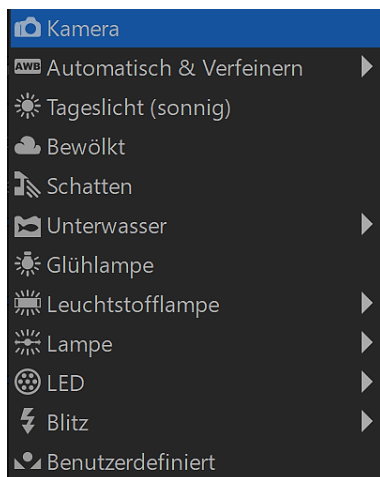 Kamera
AWB Automatisch & Verfeinern
Tageslicht (sonnig)
Bewölkt
Schatten
Unterwasser
Glühlampe
Leuchtstofflampe
Lampe
LED
Blitz
Benutzerdefiniert